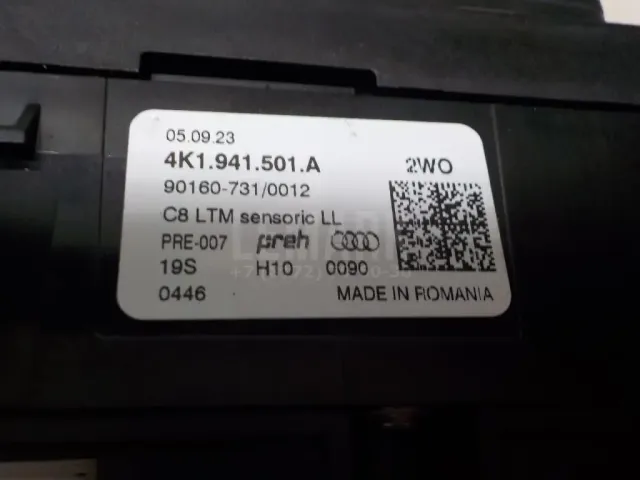 05.09.23
4K1.941.501.A 2WO
90160-731/0012
C8 LTM sensoric LL
PRE-007 preh
19S H10 0090
0446 MADE IN ROMANIA